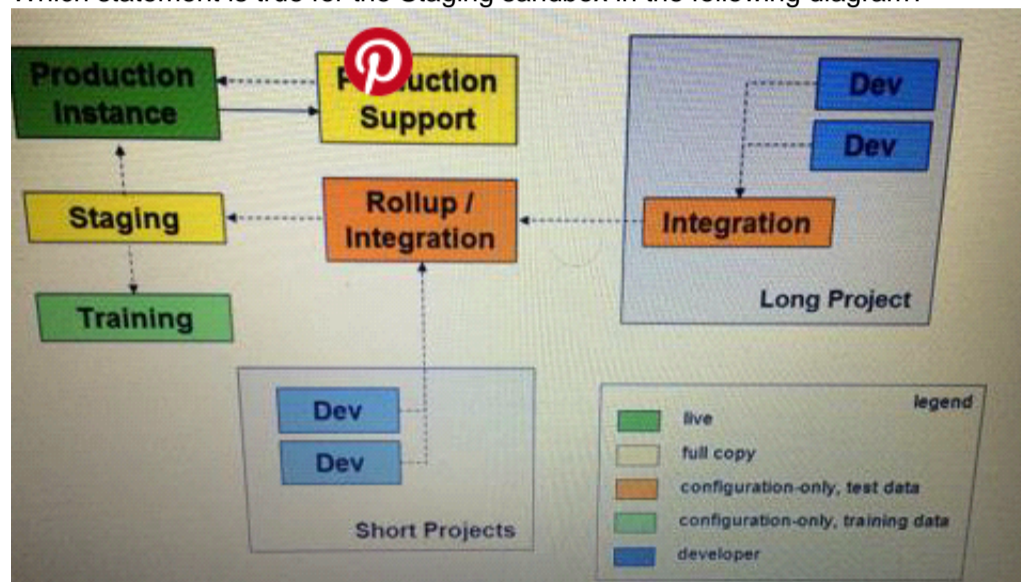 Which statement is true for the Staging sandbox in the following diagram?
Production
Instance
Production
Support
Dev
Dev
Staging
Rollup /
Integration
Integration
Training
Long Project
Dev
Dev
Short Projects
legend
live
full copy
configuration-only, test data
configuration-only, training data
developer